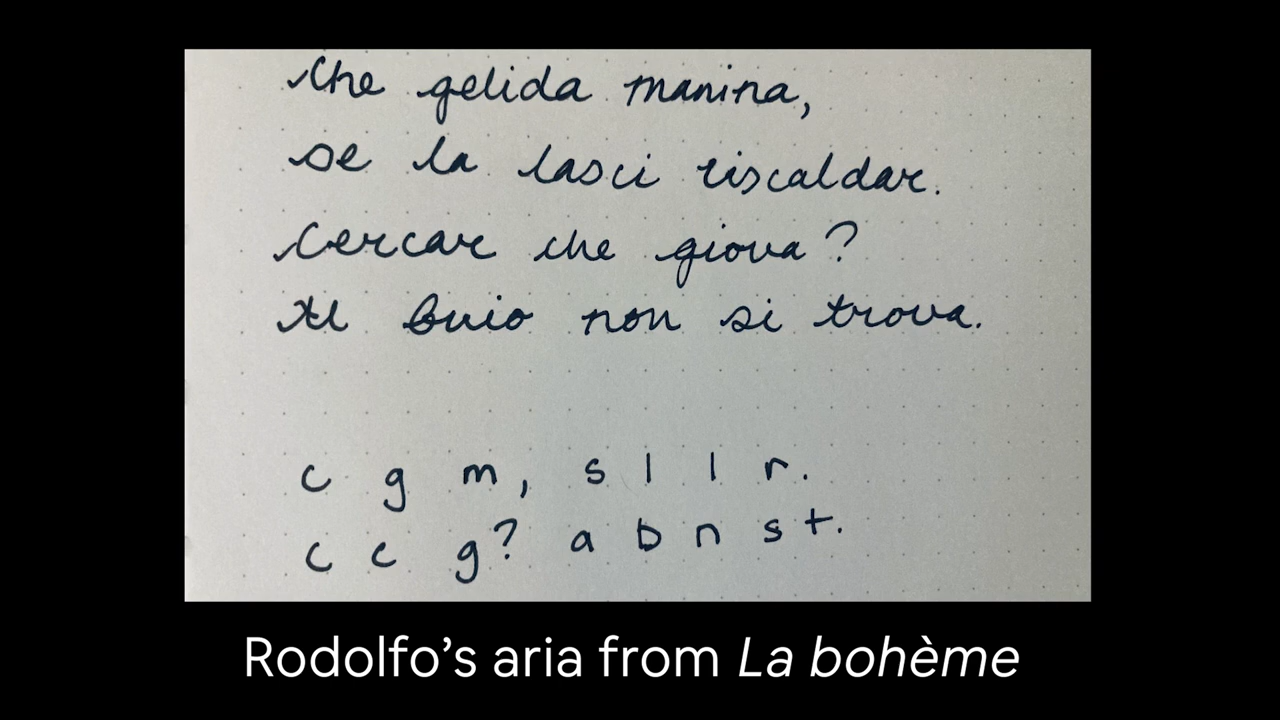 Che gelida manina,
se la lasci riscaldar.
Cercar che giova?
Al buio non si trova.
c g m, s l l r.
c c g? a b n s t.
Rodolfo’s aria from La bohème